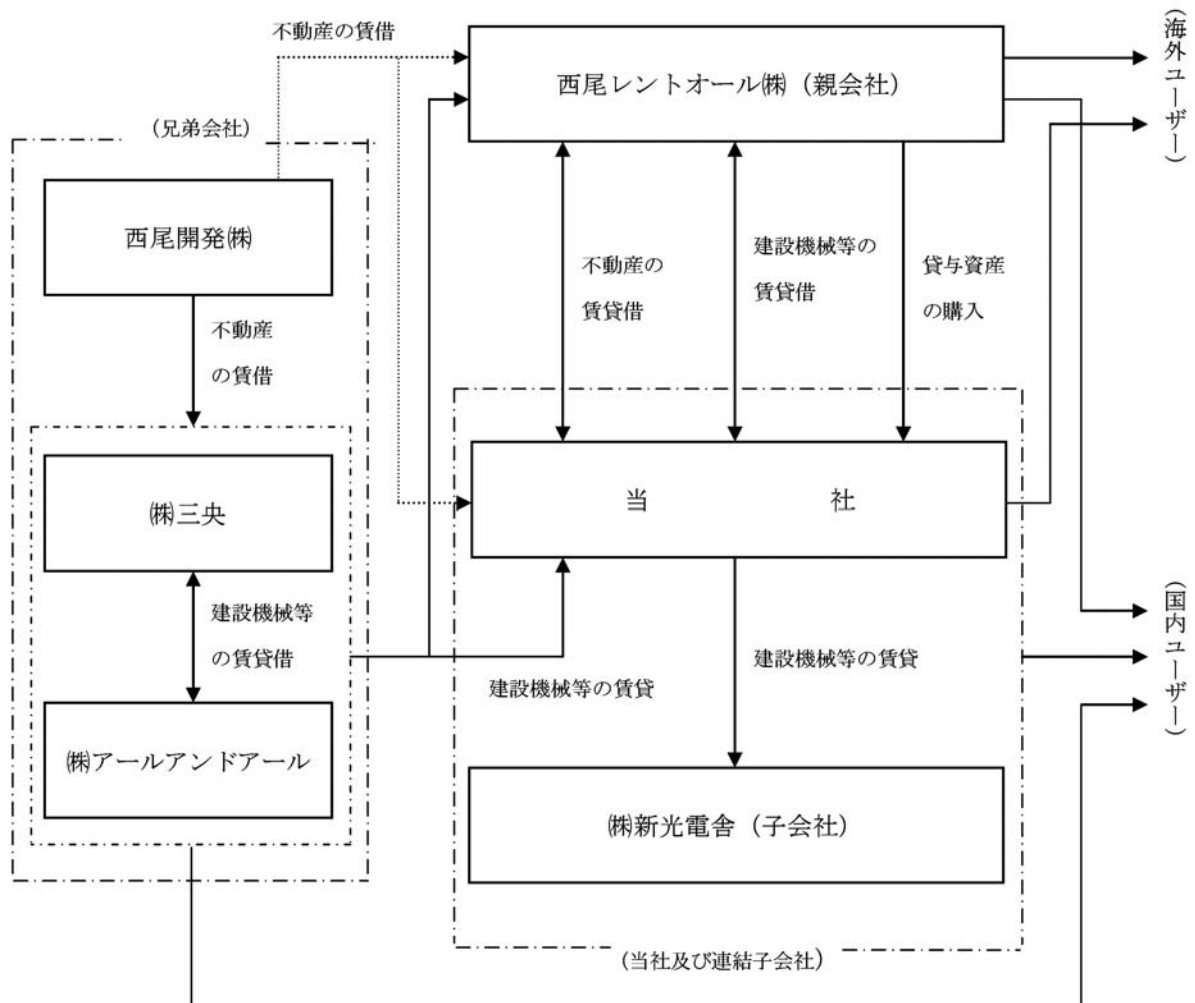 不動産の賃借
西尾レントオール㈱（親会社）
(海外ユーザー)
(兄弟会社)
西尾開発㈱
不動産
の賃借
不動産の
賃貸借
建設機械等の
賃貸借
貸与資産
の購入
㈱三央
当　　　　社
建設機械等
の賃貸借
建設機械等の賃貸
建設機械等の賃貸
(国内ユーザー)
㈱アールアンドアール
㈱新光電舎（子会社）
(当社及び連結子会社)